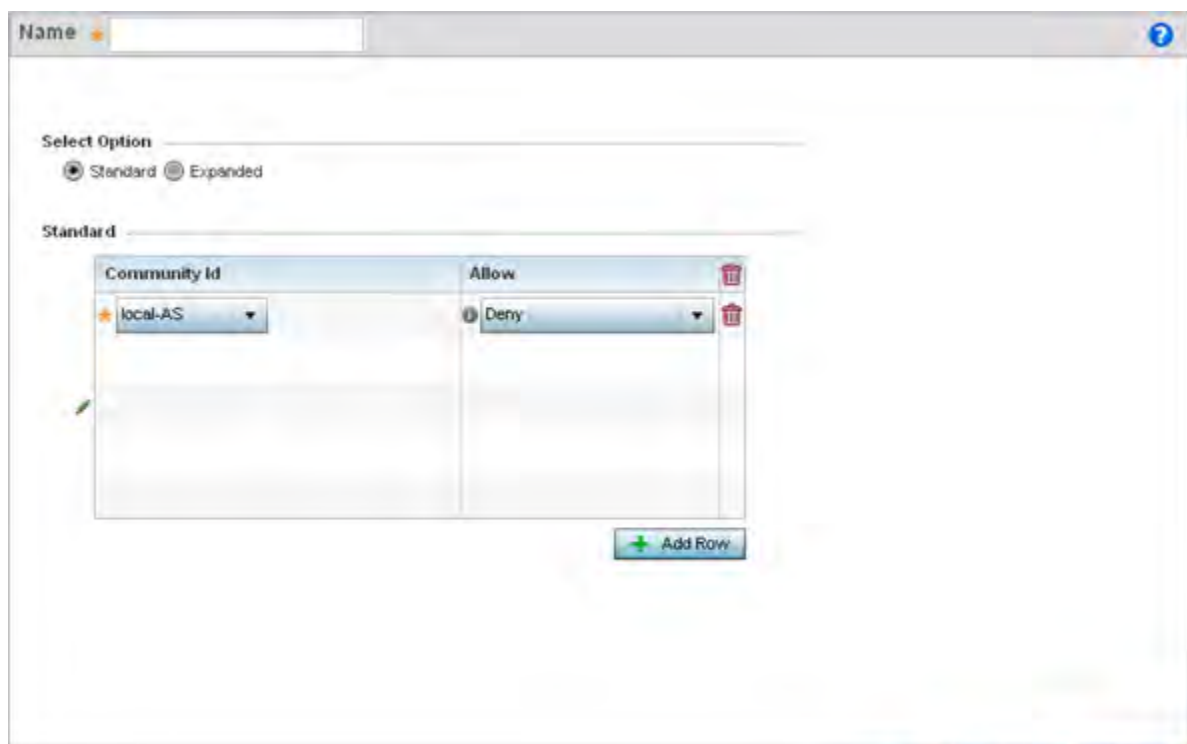 Name
Select Option
Standard Expanded
Standard
Community Id Allow
local-AS Deny
Add Row